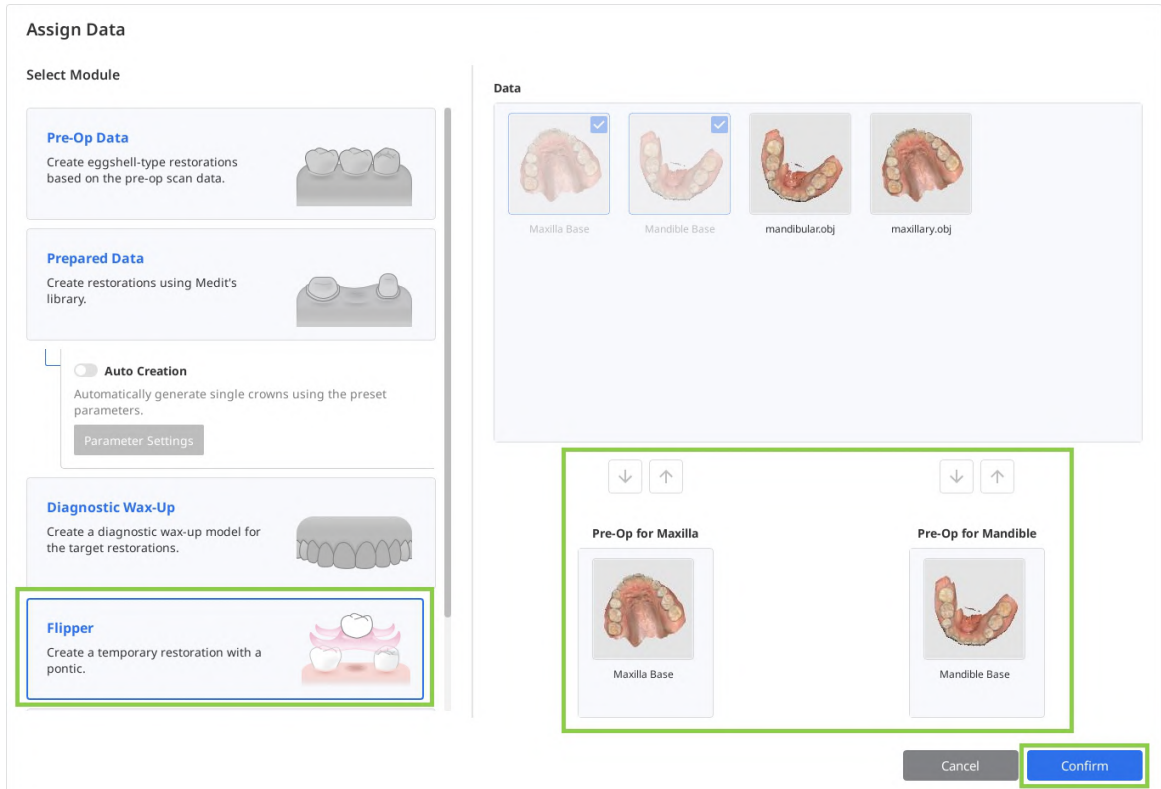 Assign Data
Select Module
Pre-Op Data
Create eggshell-type restorations
based on the pre-op scan data.
Prepared Data
Create restorations using Medit's
library.
Auto Creation
Automatically generate single crowns using the preset
parameters.
Parameter Settings
Diagnostic Wax-Up
Create a diagnostic wax-up model for
the target restorations.
Flipper
Create a temporary restoration with a
pontic.
Data
Maxilla Base
Mandible Base
mandibular.obj
maxillary.obj
Pre-Op for Maxilla
Pre-Op for Mandible
Maxilla Base
Mandible Base
Cancel
Confirm